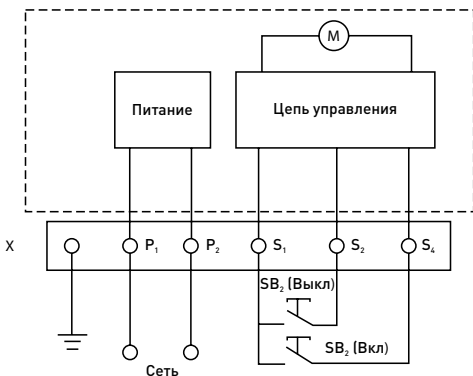 M
Питание
Цепь управления
X
P₁
P₂
S₁
S₂
S₄
SB₂ (Выкл)
SB₂ (Вкл)
Сеть